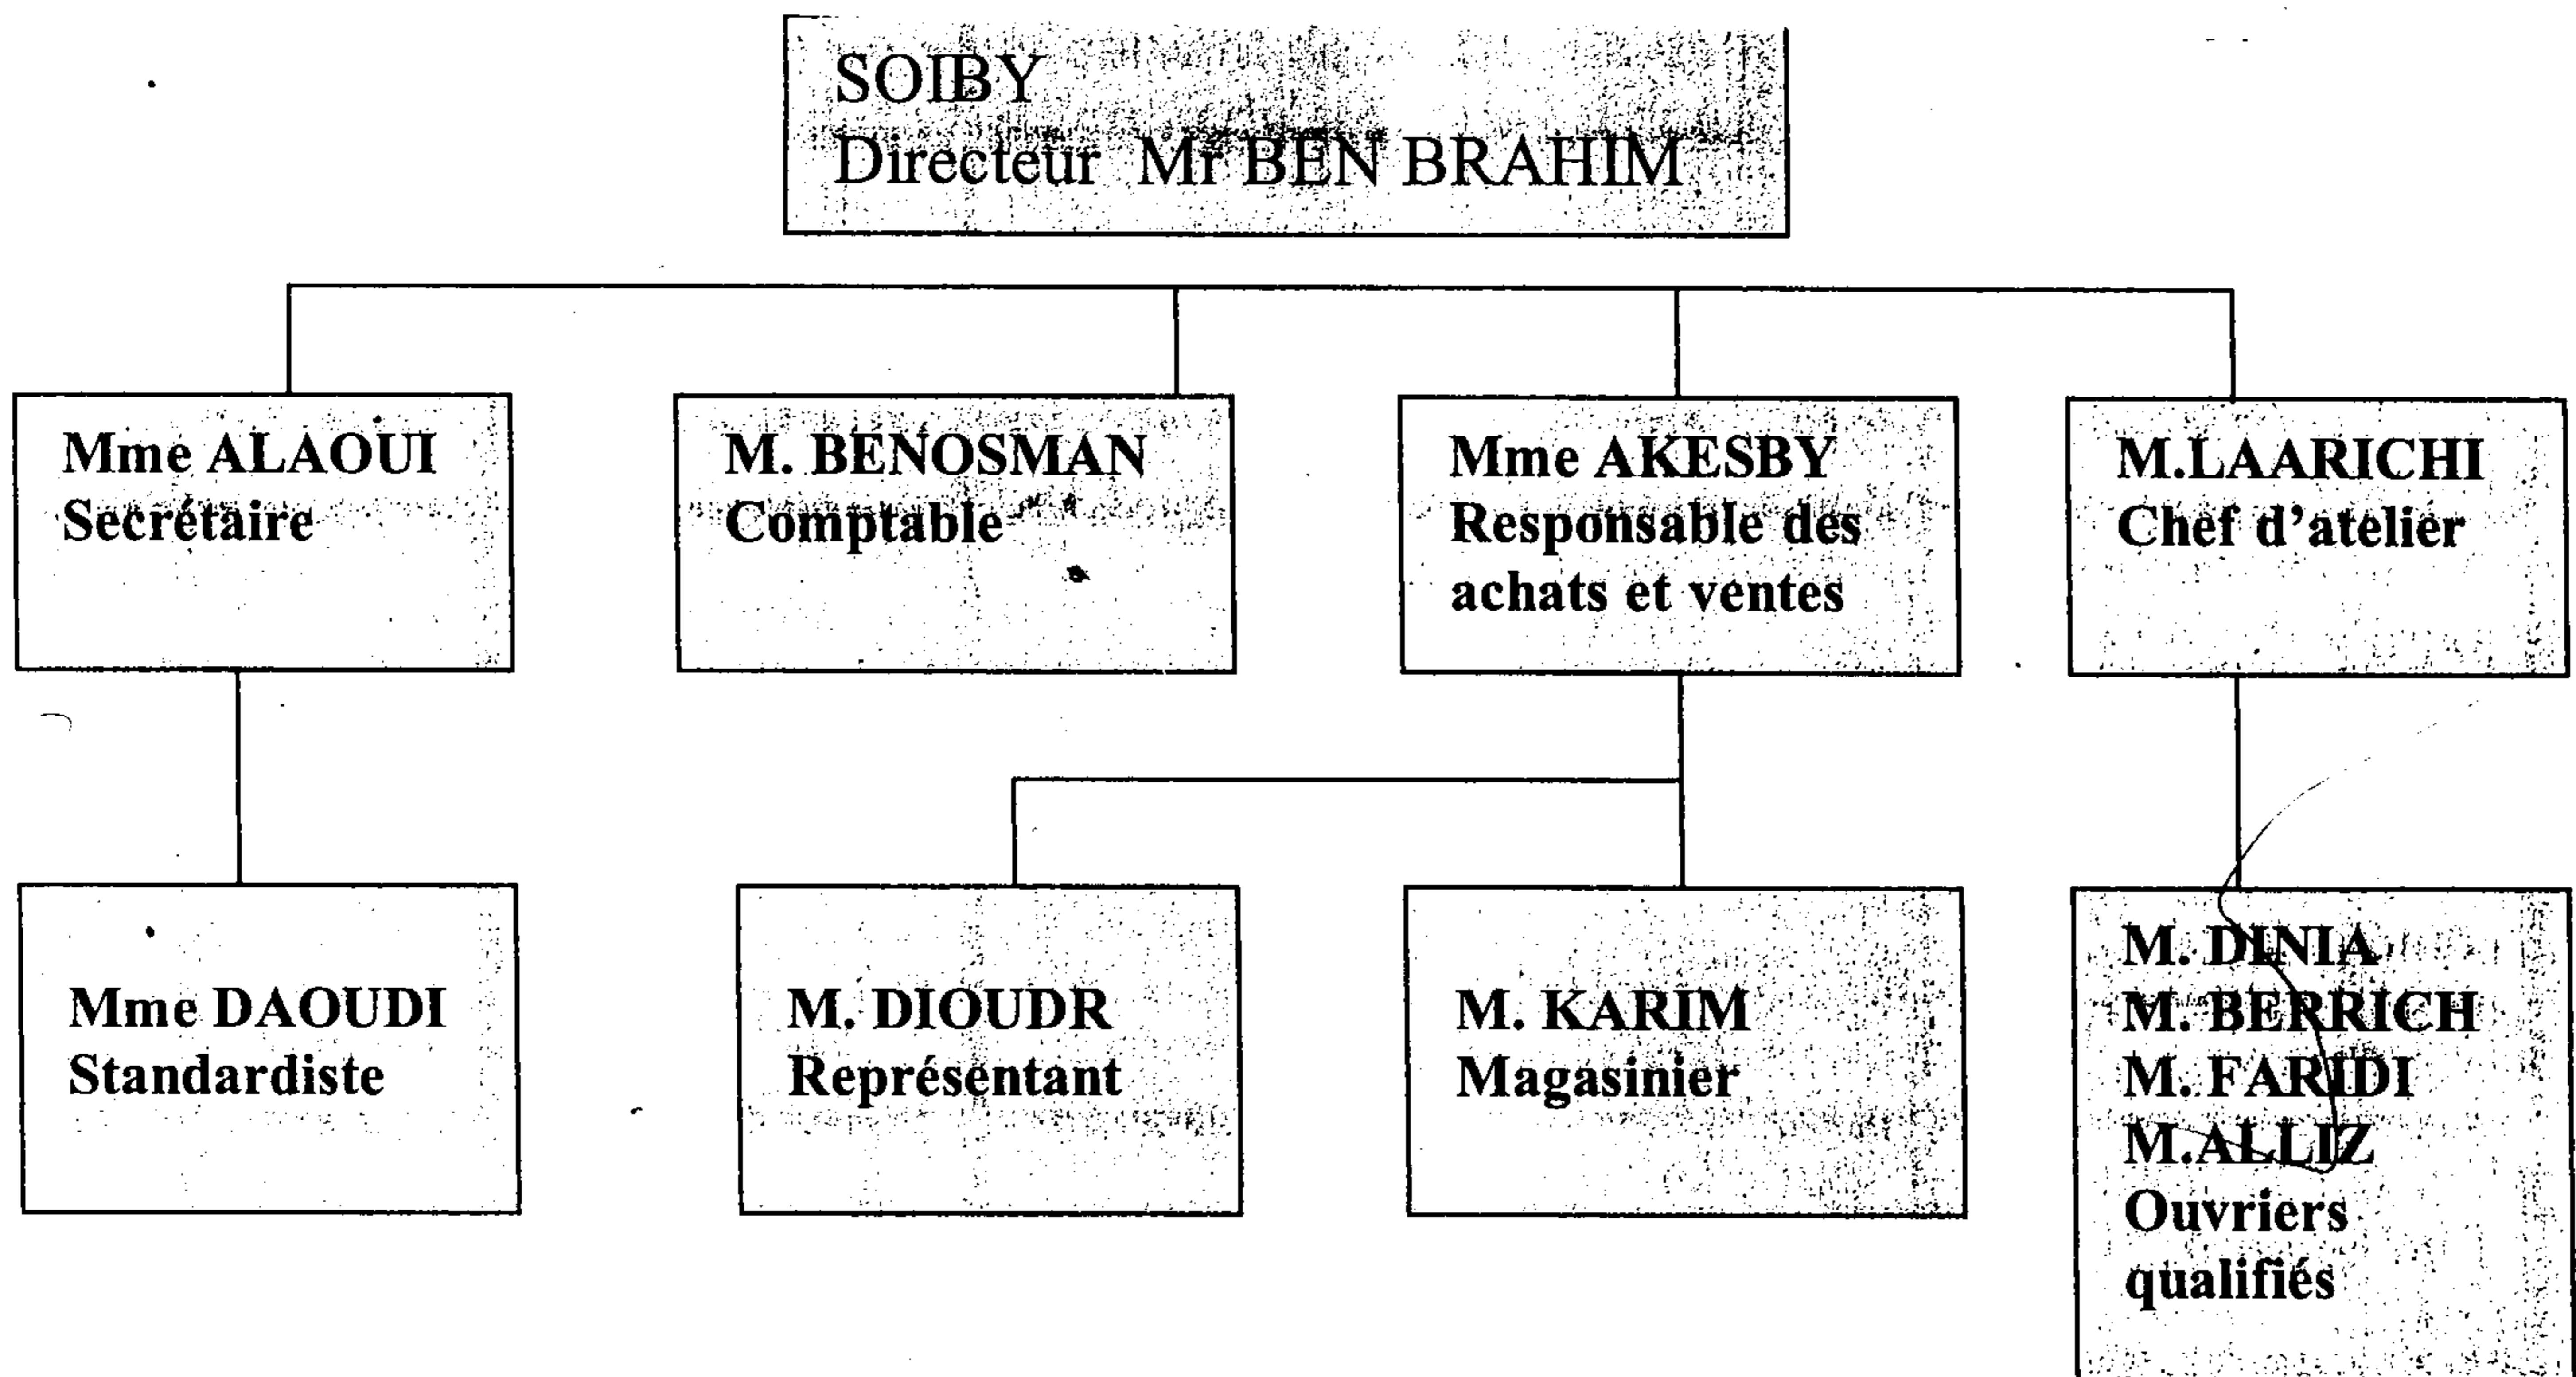 SOIBY
Directeur Mr BEN BRAHIM
Mme ALAOUI
Secrétaire
M. BENOSMAN
Comptable
Mme AKESBY
Responsable des
achats et ventes
M.LAARICHI
Chef d'atelier
Mme DAOUDI
Standardiste
M. DIOUDR
Représentant
M. KARIM
Magasinier
M. DINIA
M. BERRICH
M. FARIDI
M.ALLIZ
Ouvriers
qualifiés